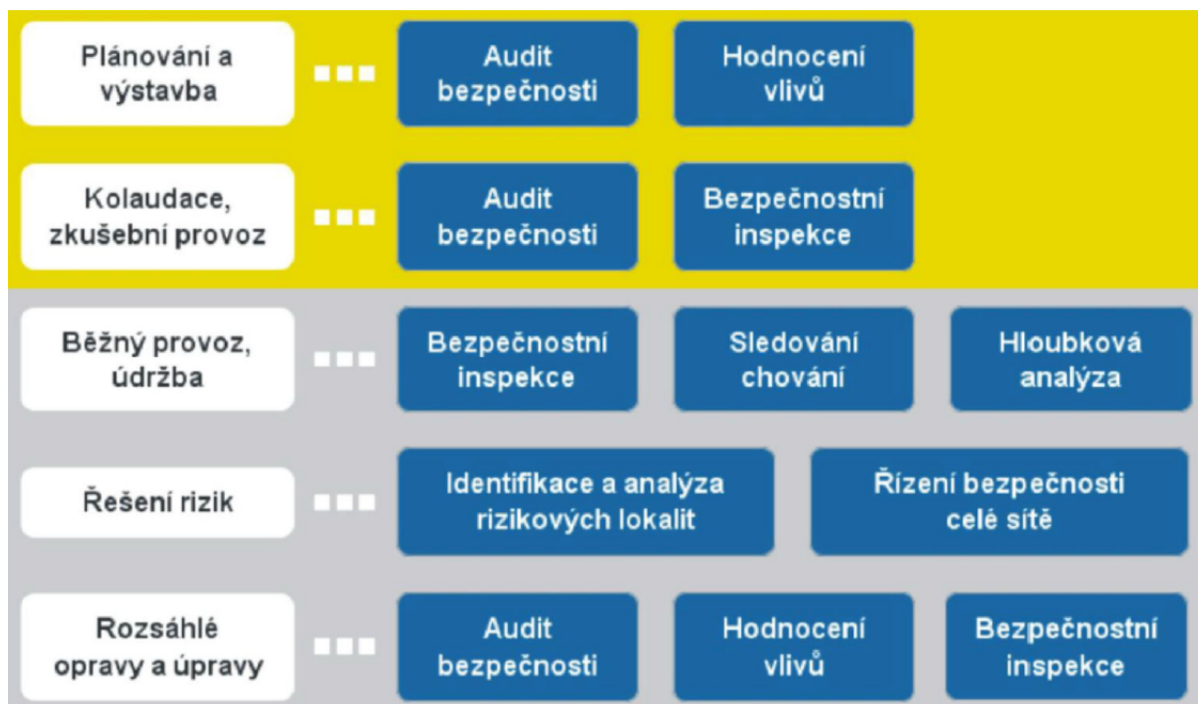 Plánování a
výstavba
Audit
bezpečnosti
Hodnocení
vlivů
Kolaudace,
zkušební provoz
Audit
bezpečnosti
Bezpečnostní
inspekce
Běžný provoz,
údržba
Bezpečnostní
inspekce
Sledování
chování
Hloubková
analýza
Řešení rizik
Identifikace a analýza
rizikových lokalit
Řízení bezpečnosti
celé sítě
Rozsáhlé
opravy a úpravy
Audit
bezpečnosti
Hodnocení
vlivů
Bezpečnostní
inspekce